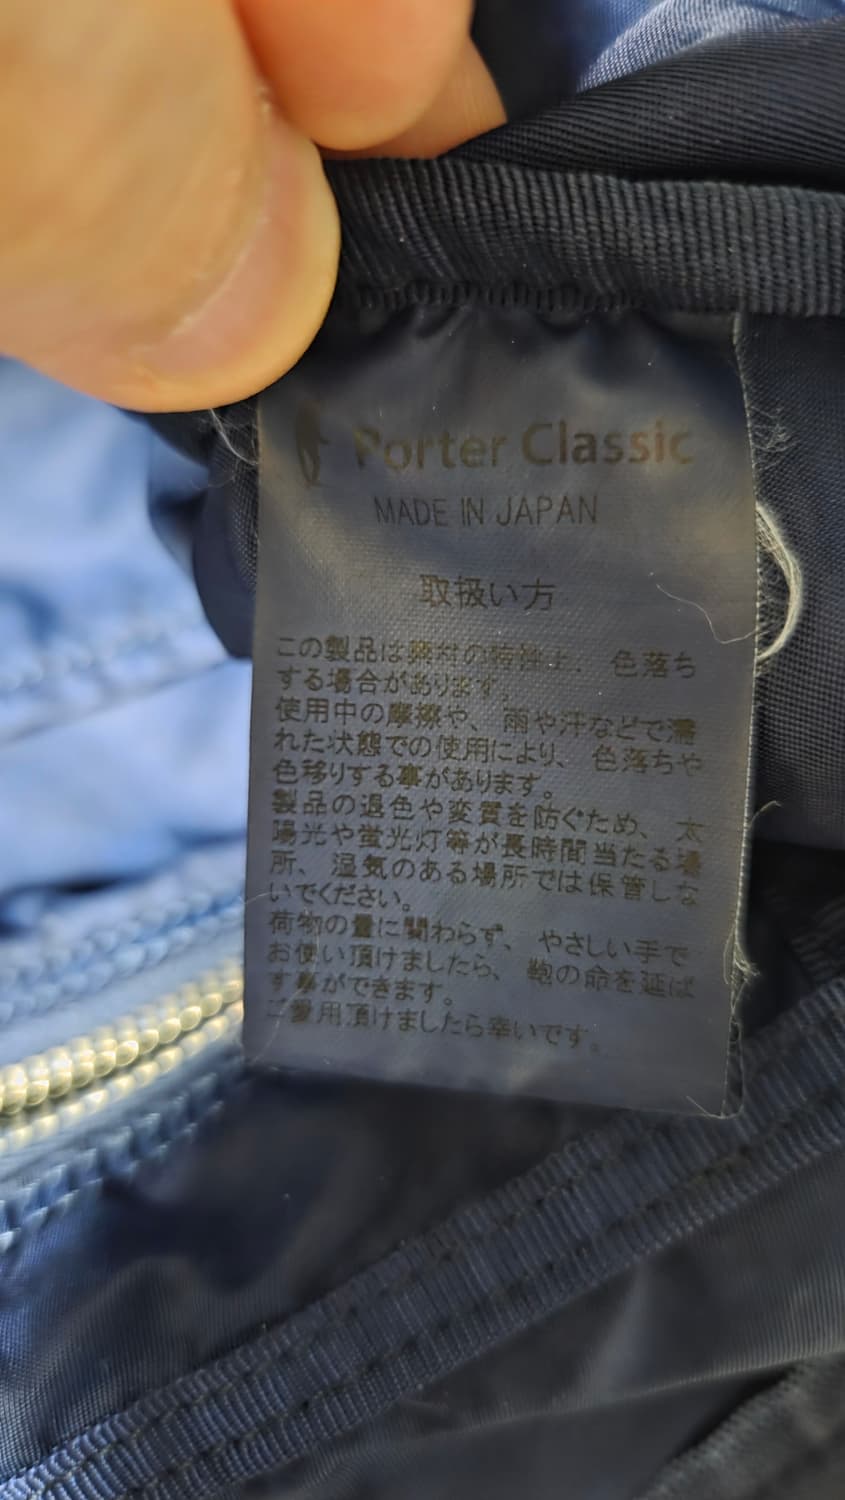 Porter Classic
MADE IN JAPAN
取扱い方
この製品は素材の特性上、色落ち
する場合があります。
使用中の摩擦や、雨や汗などで濡
れた状態での使用により、色落ちや
色移りする事があります。
製品の退色や変質を防ぐため、太
陽光や蛍光灯等が長時間当たる場
所、湿気のある場所では保管しな
いでください。
荷物の量に関わらず、やさしい手で
お使い頂けましたら、鞄の命を延ば
す事ができます。
ご愛用頂けましたら幸いです。